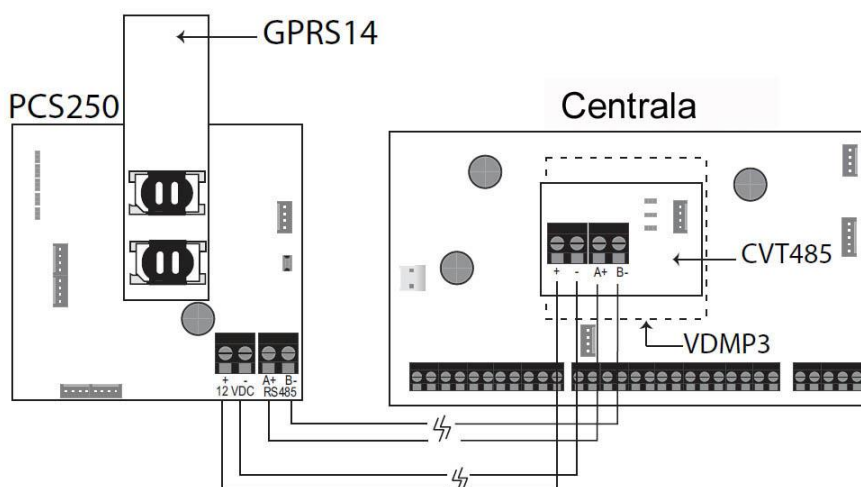 GPRS14
PCS250
Centrala
+ - A+ B-
CVT485
VDMP3
+ - A+ B-
12 VDC RS485